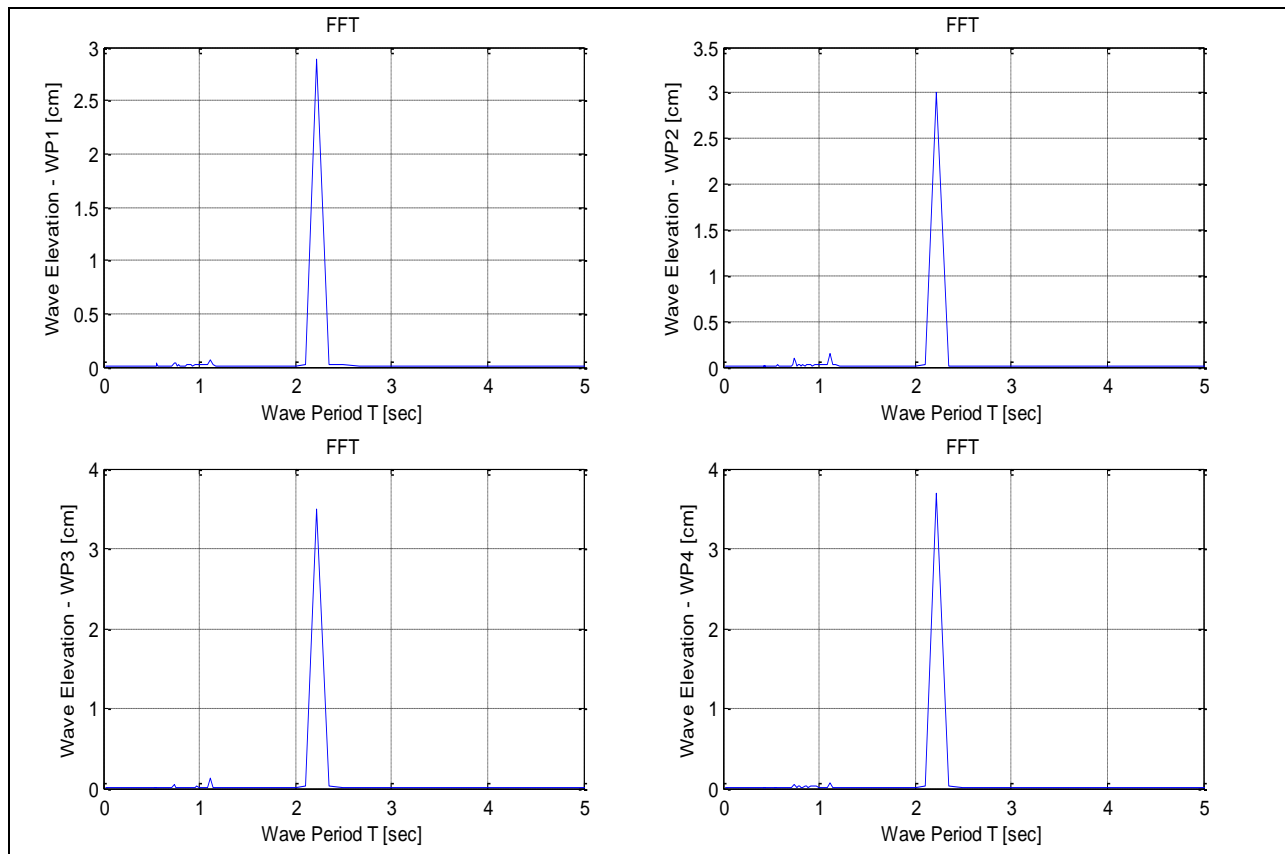 FFT
Wave Elevation - WP1 [cm]
3
2.5
2
1.5
1
0.5
0
0 1 2 3 4 5
Wave Period T [sec]
FFT
Wave Elevation - WP2 [cm]
3.5
3
2.5
2
1.5
1
0.5
0
0 1 2 3 4 5
Wave Period T [sec]
FFT
Wave Elevation - WP3 [cm]
4
3
2
1
0
0 1 2 3 4 5
Wave Period T [sec]
FFT
Wave Elevation - WP4 [cm]
4
3
2
1
0
0 1 2 3 4 5
Wave Period T [sec]